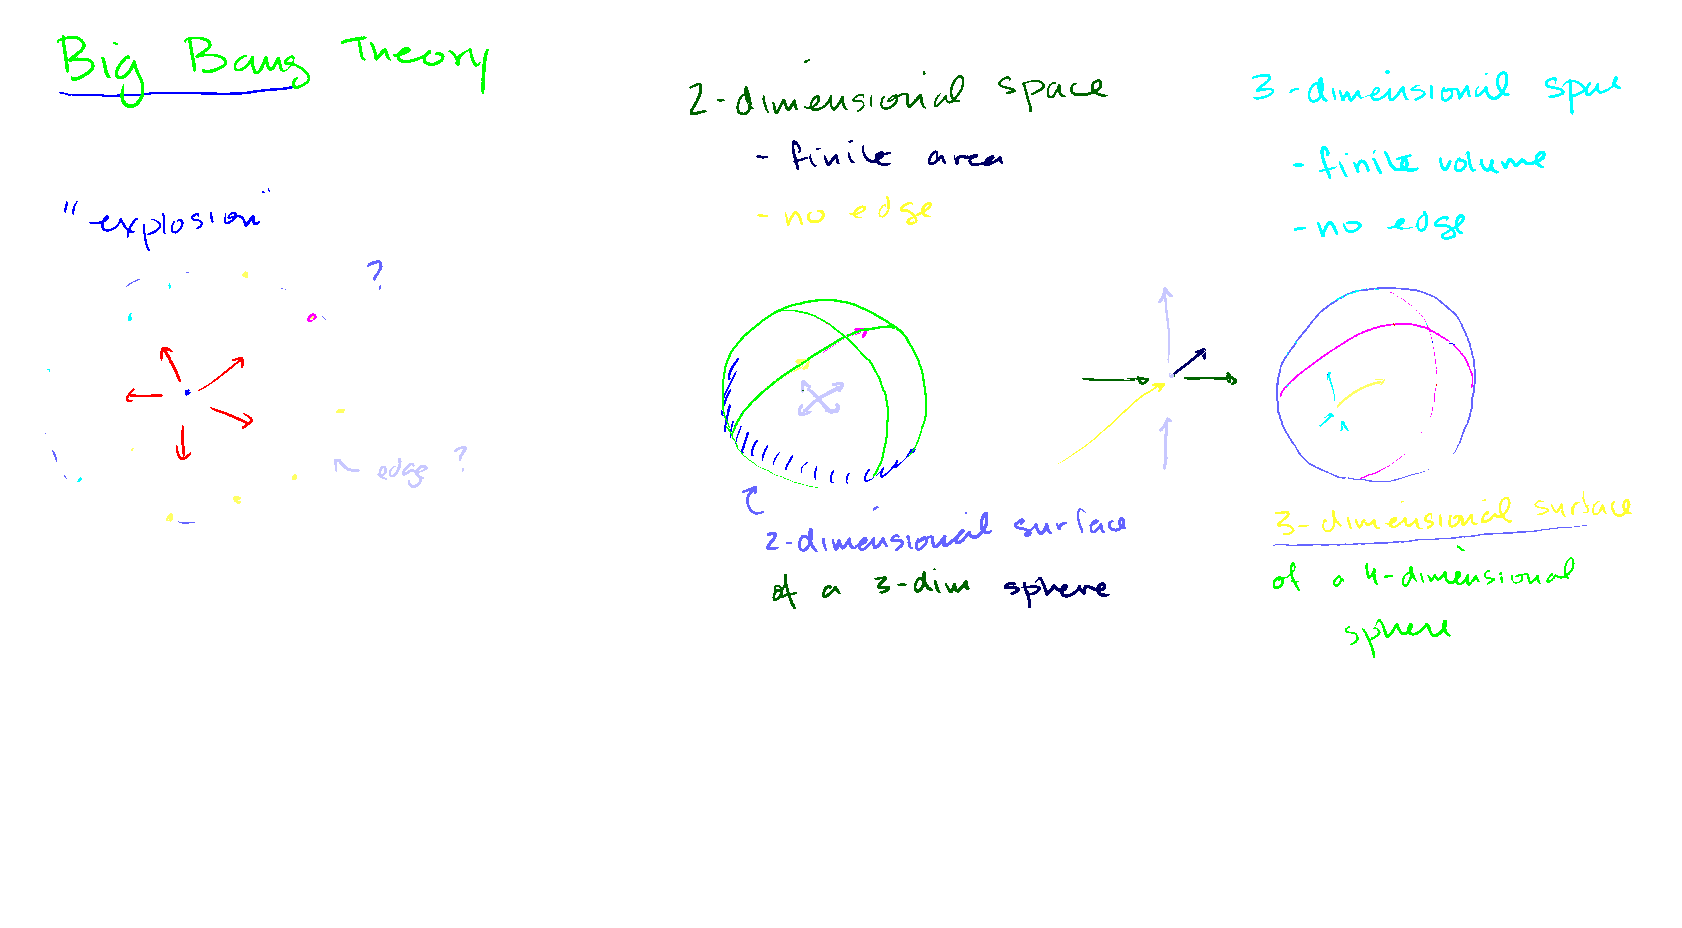 Big Bang Theory
"explosion"
?
edge ?
2-dimensional space
- finite area
- no edge
2-dimensional surface
of a 3-dim sphere
3-dimensional space
- finite volume
- no edge
3-dimensional surface
of a 4-dimensional
sphere